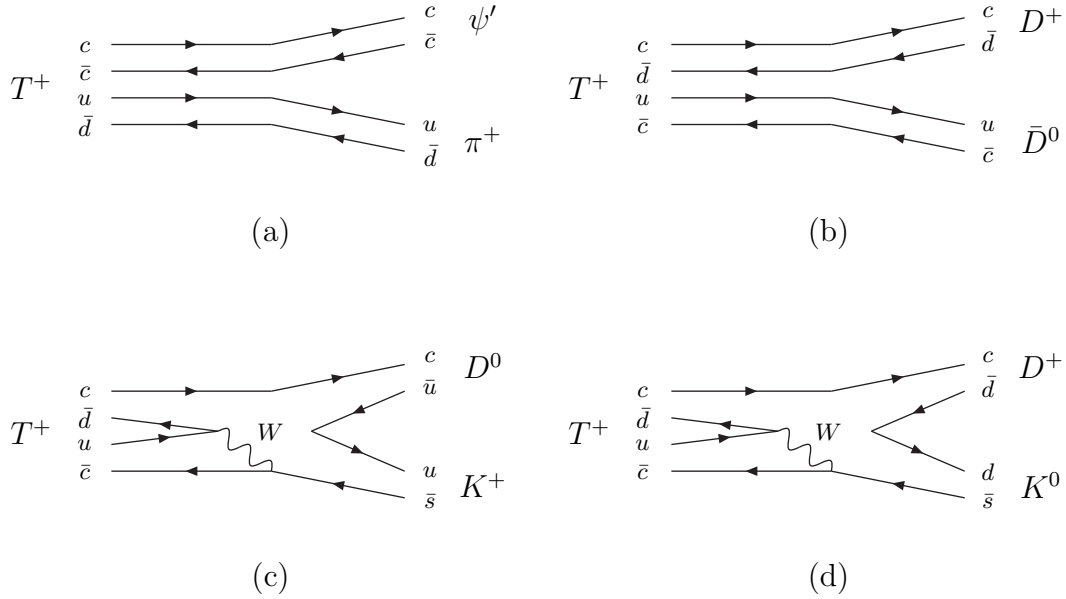 c c ψ′
c̄ c̄
T⁺ u
d̄ u π⁺
d̄
(a)
c c D⁺
d̄ d̄
T⁺ u
c̄ u D̄⁰
c̄
(b)
c D⁰
c ū
d̄ W
T⁺ u
c̄ u K⁺
s̄
(c)
c D⁺
c d̄
d̄ W
T⁺ u
c̄ d K⁰
s̄
(d)